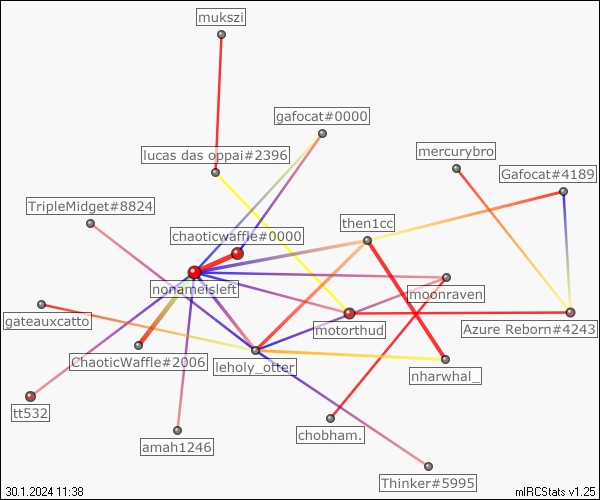 mukszi
gafocat#0000
lucas das oppai#2396
mercurybro
Gafocat#4189
TripleMidget#8824
then1cc
chaoticwaffle#0000
nonameisleft
moonraven
gateauxcatto
motorthud
Azure Reborn#4243
ChaoticWaffle#2006
leholy_otter
nharwhal_
tt532
chobham.
amah1246
Thinker#5995
30.1.2024 11:38
mIRCStats v1.25